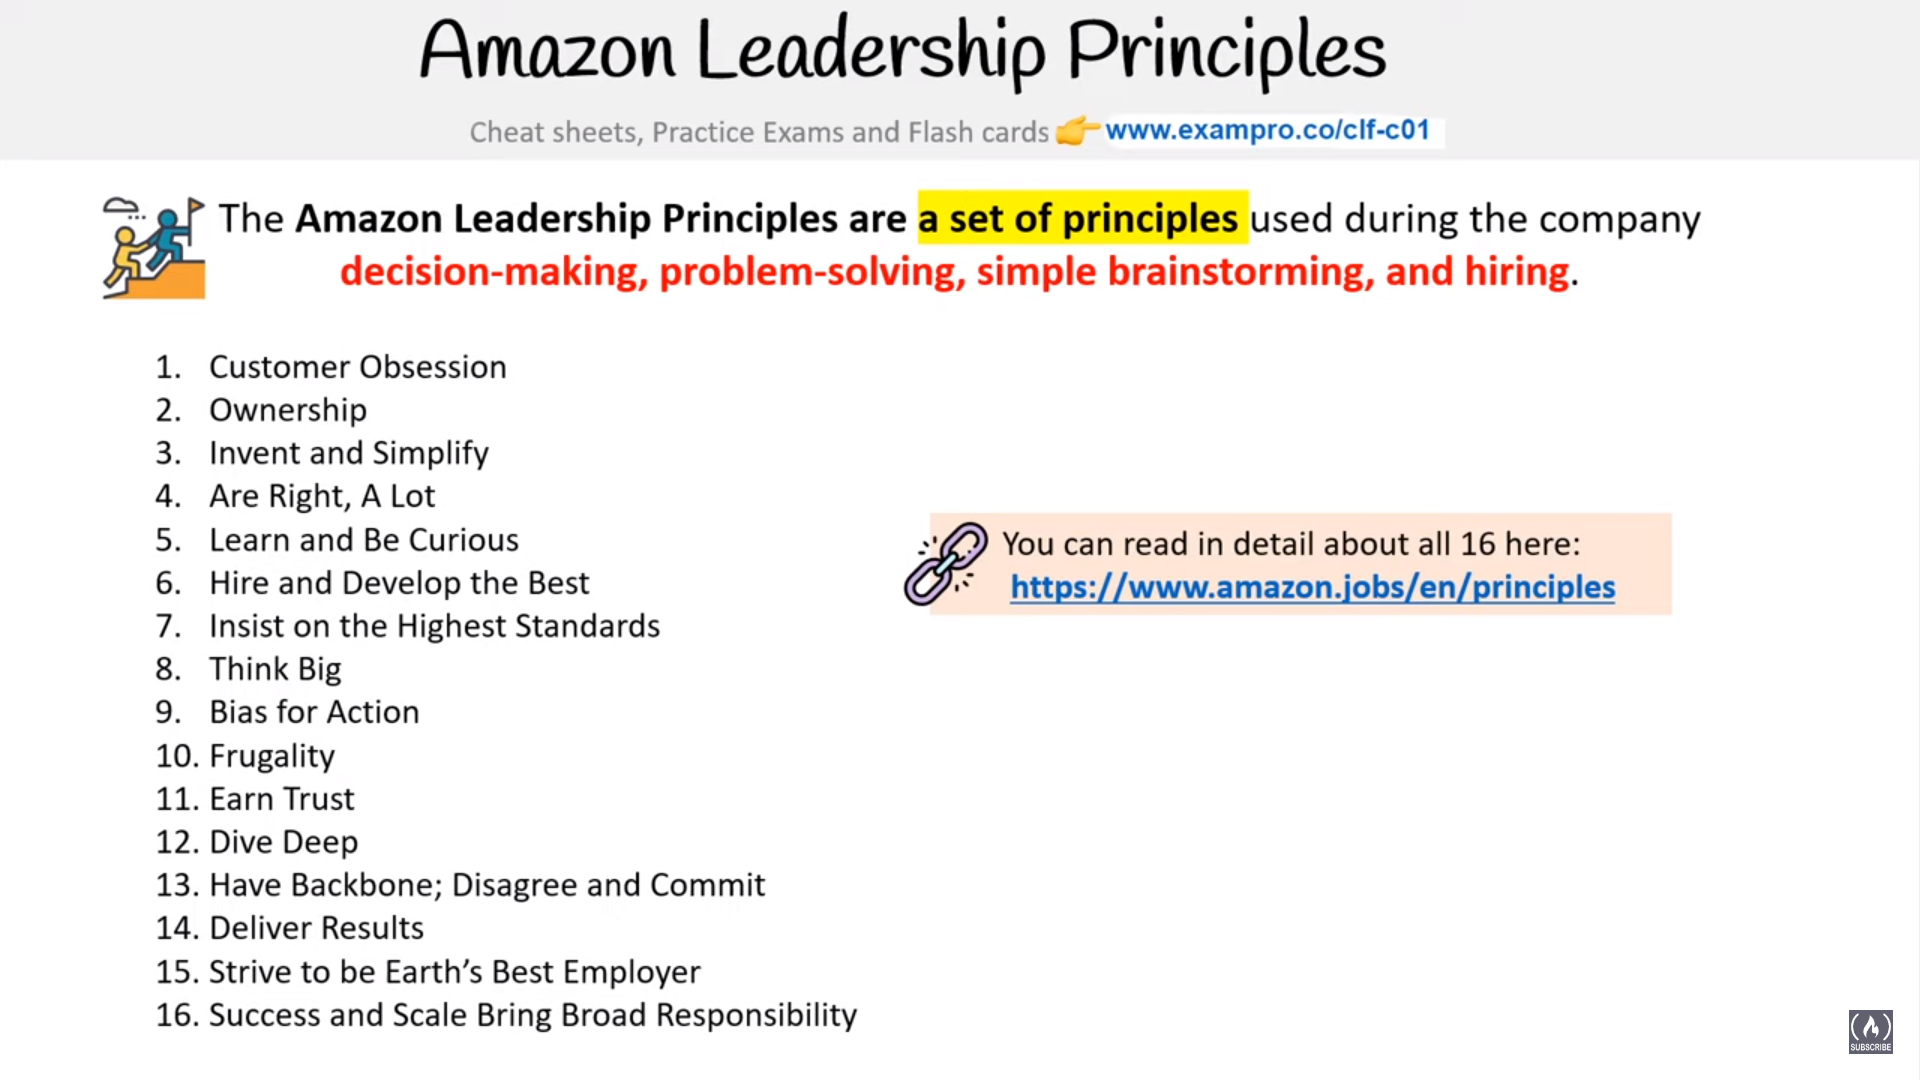 Amazon Leadership Principles
Cheat sheets, Practice Exams and Flash cards www.exampro.co/clf-c01
The Amazon Leadership Principles are a set of principles used during the company
decision-making, problem-solving, simple brainstorming, and hiring.
1. Customer Obsession
2. Ownership
3. Invent and Simplify
4. Are Right, A Lot
5. Learn and Be Curious
6. Hire and Develop the Best
7. Insist on the Highest Standards
8. Think Big
9. Bias for Action
10. Frugality
11. Earn Trust
12. Dive Deep
13. Have Backbone; Disagree and Commit
14. Deliver Results
15. Strive to be Earth’s Best Employer
16. Success and Scale Bring Broad Responsibility
You can read in detail about all 16 here:
https://www.amazon.jobs/en/principles
SUBSCRIBE